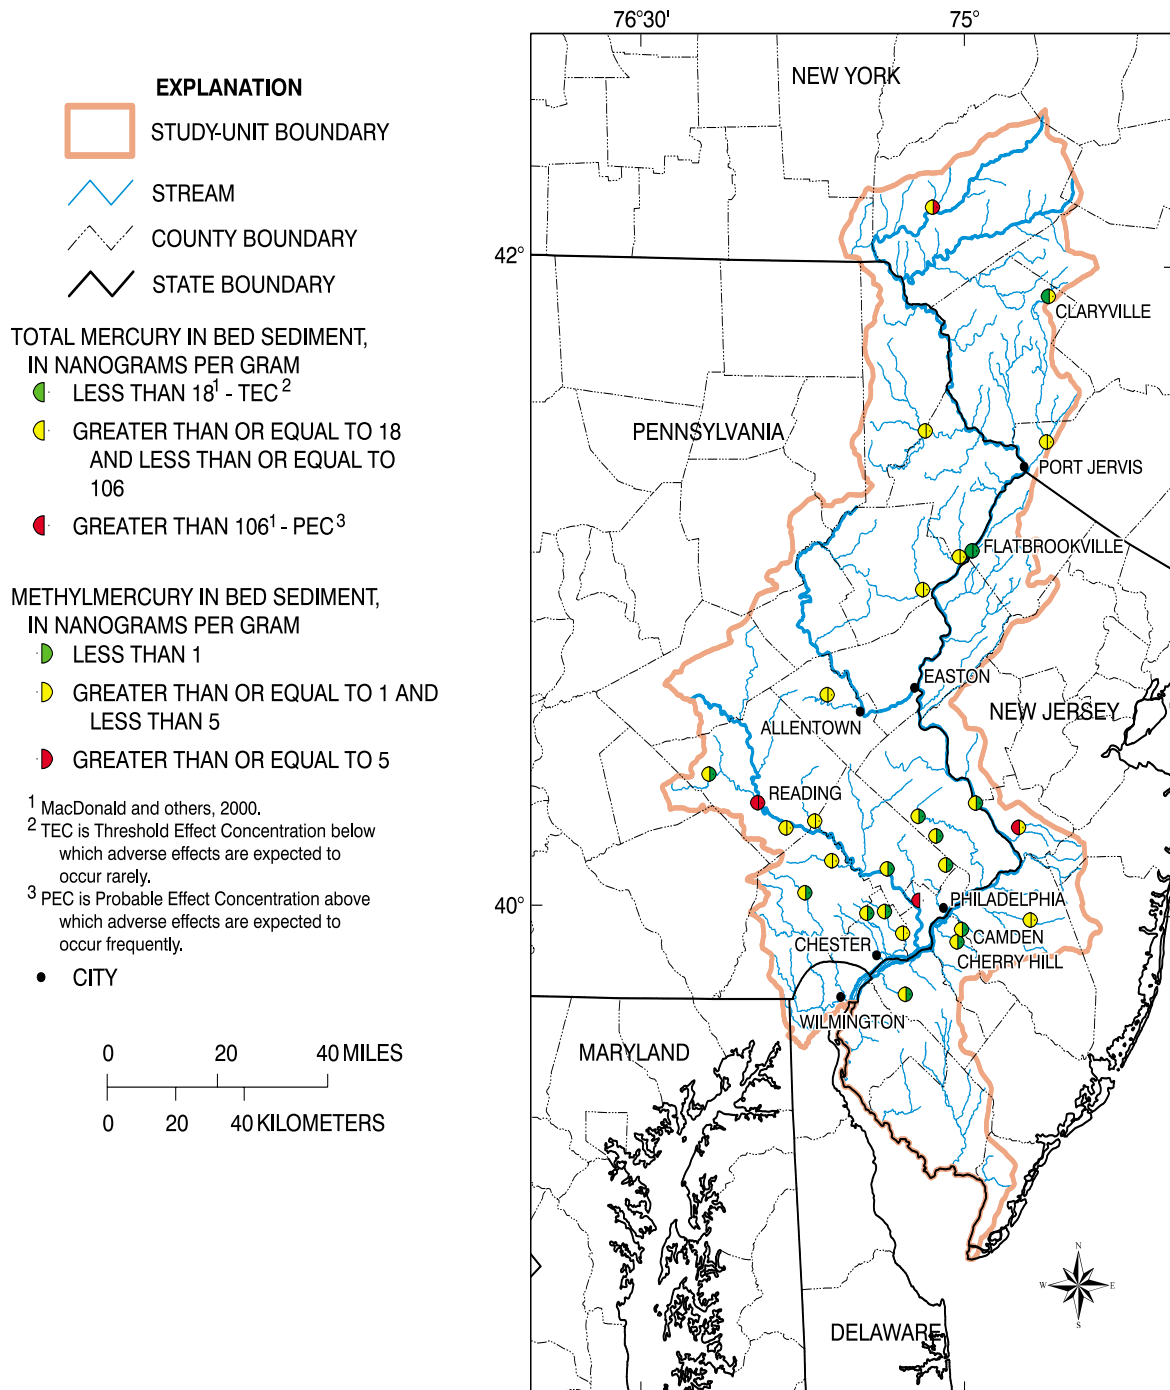 EXPLANATION
STUDY-UNIT BOUNDARY
STREAM
COUNTY BOUNDARY
STATE BOUNDARY
TOTAL MERCURY IN BED SEDIMENT,
IN NANOGRAMS PER GRAM
LESS THAN 18¹ - TEC²
GREATER THAN OR EQUAL TO 18
AND LESS THAN OR EQUAL TO
106
GREATER THAN 106¹ - PEC³
METHYLMERCURY IN BED SEDIMENT,
IN NANOGRAMS PER GRAM
LESS THAN 1
GREATER THAN OR EQUAL TO 1 AND
LESS THAN 5
GREATER THAN OR EQUAL TO 5
¹ MacDonald and others, 2000.
² TEC is Threshold Effect Concentration below
which adverse effects are expected to
occur rarely.
³ PEC is Probable Effect Concentration above
which adverse effects are expected to
occur frequently.
CITY
0 20 40 MILES
0 20 40 KILOMETERS
76°30' 75°
NEW YORK
42°
CLARYVILLE
PENNSYLVANIA
PORT JERVIS
FLATBROOKVILLE
EASTON
NEW JERSEY
ALLENTOWN
READING
40°
PHILADELPHIA
CAMDEN
CHESTER
CHERRY HILL
WILMINGTON
MARYLAND
DELAWARE
N
W E
S